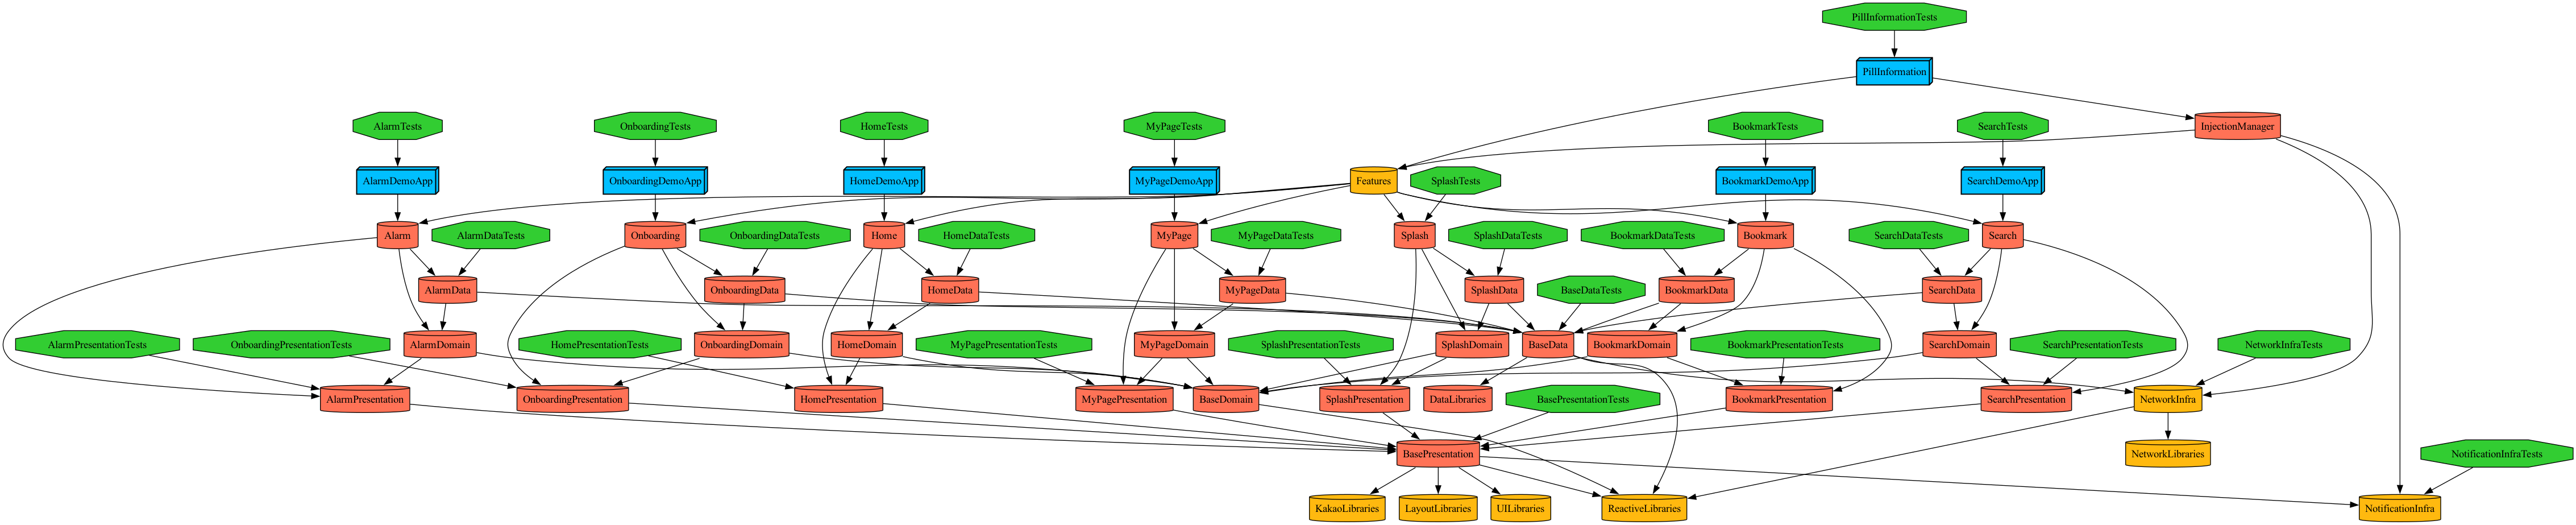 PillInformationTests
PillInformation
AlarmTests
OnboardingTests
HomeTests
MyPageTests
BookmarkTests
SearchTests
InjectionManager
AlarmDemoApp
OnboardingDemoApp
HomeDemoApp
MyPageDemoApp
Features
SplashTests
BookmarkDemoApp
SearchDemoApp
Alarm
AlarmDataTests
Onboarding
OnboardingDataTests
Home
HomeDataTests
MyPage
MyPageDataTests
Splash
SplashDataTests
BookmarkDataTests
Bookmark
SearchDataTests
Search
AlarmData
OnboardingData
HomeData
MyPageData
SplashData
BaseDataTests
BookmarkData
SearchData
AlarmPresentationTests
OnboardingPresentationTests
AlarmDomain
HomePresentationTests
OnboardingDomain
HomeDomain
MyPagePresentationTests
MyPageDomain
SplashPresentationTests
SplashDomain
BaseData
BookmarkDomain
BookmarkPresentationTests
SearchDomain
SearchPresentationTests
NetworkInfraTests
AlarmPresentation
OnboardingPresentation
HomePresentation
MyPagePresentation
BaseDomain
SplashPresentation
DataLibraries
BasePresentationTests
BookmarkPresentation
SearchPresentation
NetworkInfra
BasePresentation
NetworkLibraries
NotificationInfraTests
KakaoLibraries
LayoutLibraries
UILibraries
ReactiveLibraries
NotificationInfra